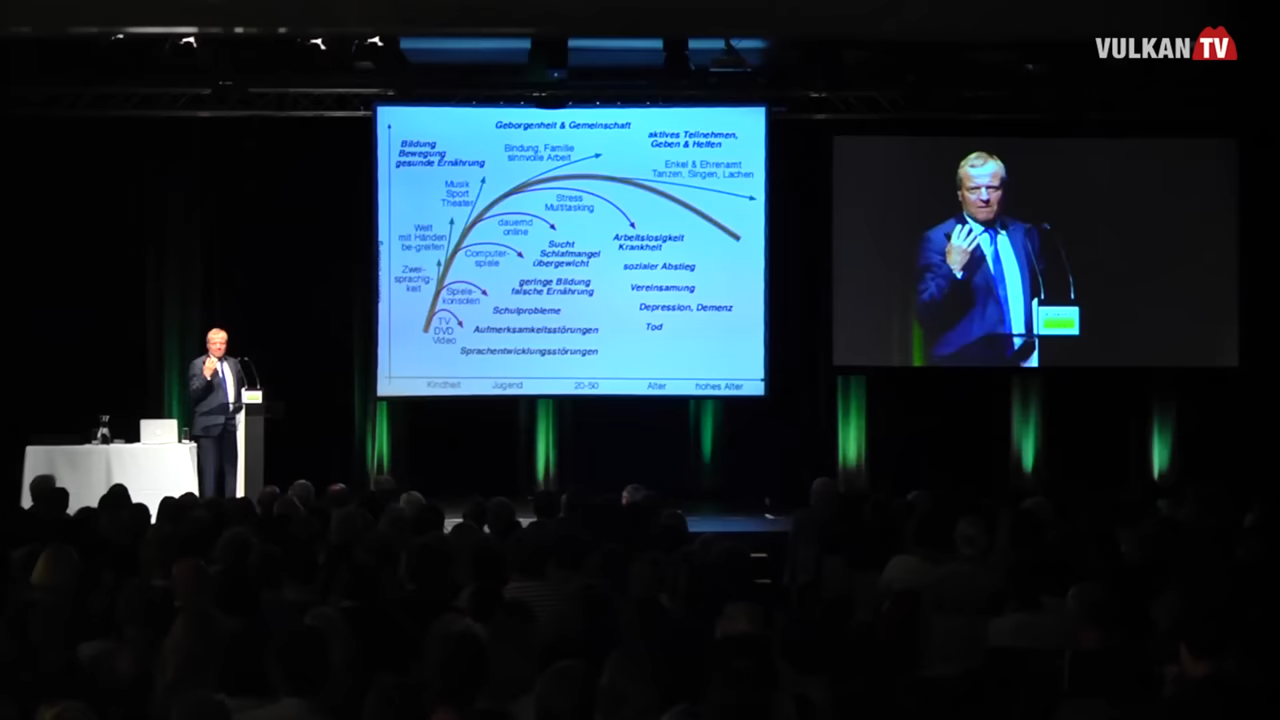 VULKAN TV
Geborgenheit & Gemeinschaft
aktives Teilnehmen,
Geben & Helfen
Bildung
Bewegung
gesunde Ernährung
Bindung, Familie
sinnvolle Arbeit
Enkel & Ehrenamt
Tanzen, Singen, Lachen
Musik
Sport
Theater
Stress
Multitasking
Welt
mit Händen
be-greifen
dauernd
online
Arbeitslosigkeit
Krankheit
Sucht
Schlafmangel
Übergewicht
Computer-
spiele
sozialer Abstieg
Zwei-
sprachig-
keit
geringe Bildung
falsche Ernährung
Vereinsamung
Spiele-
konsolen
Schulprobleme
Depression, Demenz
TV
DVD
Video
Aufmerksamkeitsstörungen
Tod
Sprachentwicklungsstörungen
Kindheit
Jugend
20-50
Alter
hohes Alter